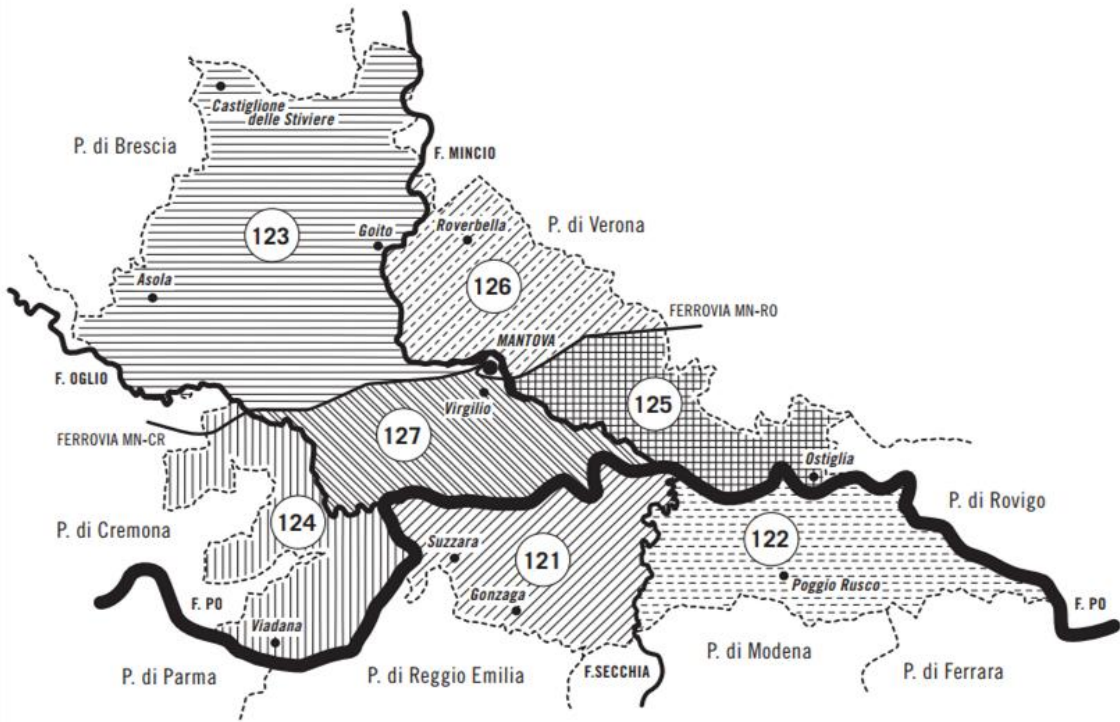 Castiglione
delle Stiviere
P. di Brescia
F. MINCIO
123
Goito
Roverbella
P. di Verona
Asola
126
FERROVIA MN-RO
MANTOVA
F. OGLIO
Virgilio
125
127
FERROVIA MN-CR
Ostiglia
P. di Rovigo
P. di Cremona
124
Suzzara
121
122
Gonzaga
Poggio Rusco
F. PO
Viadana
F. PO
P. di Parma
P. di Reggio Emilia
F.SECCHIA
P. di Modena
P. di Ferrara